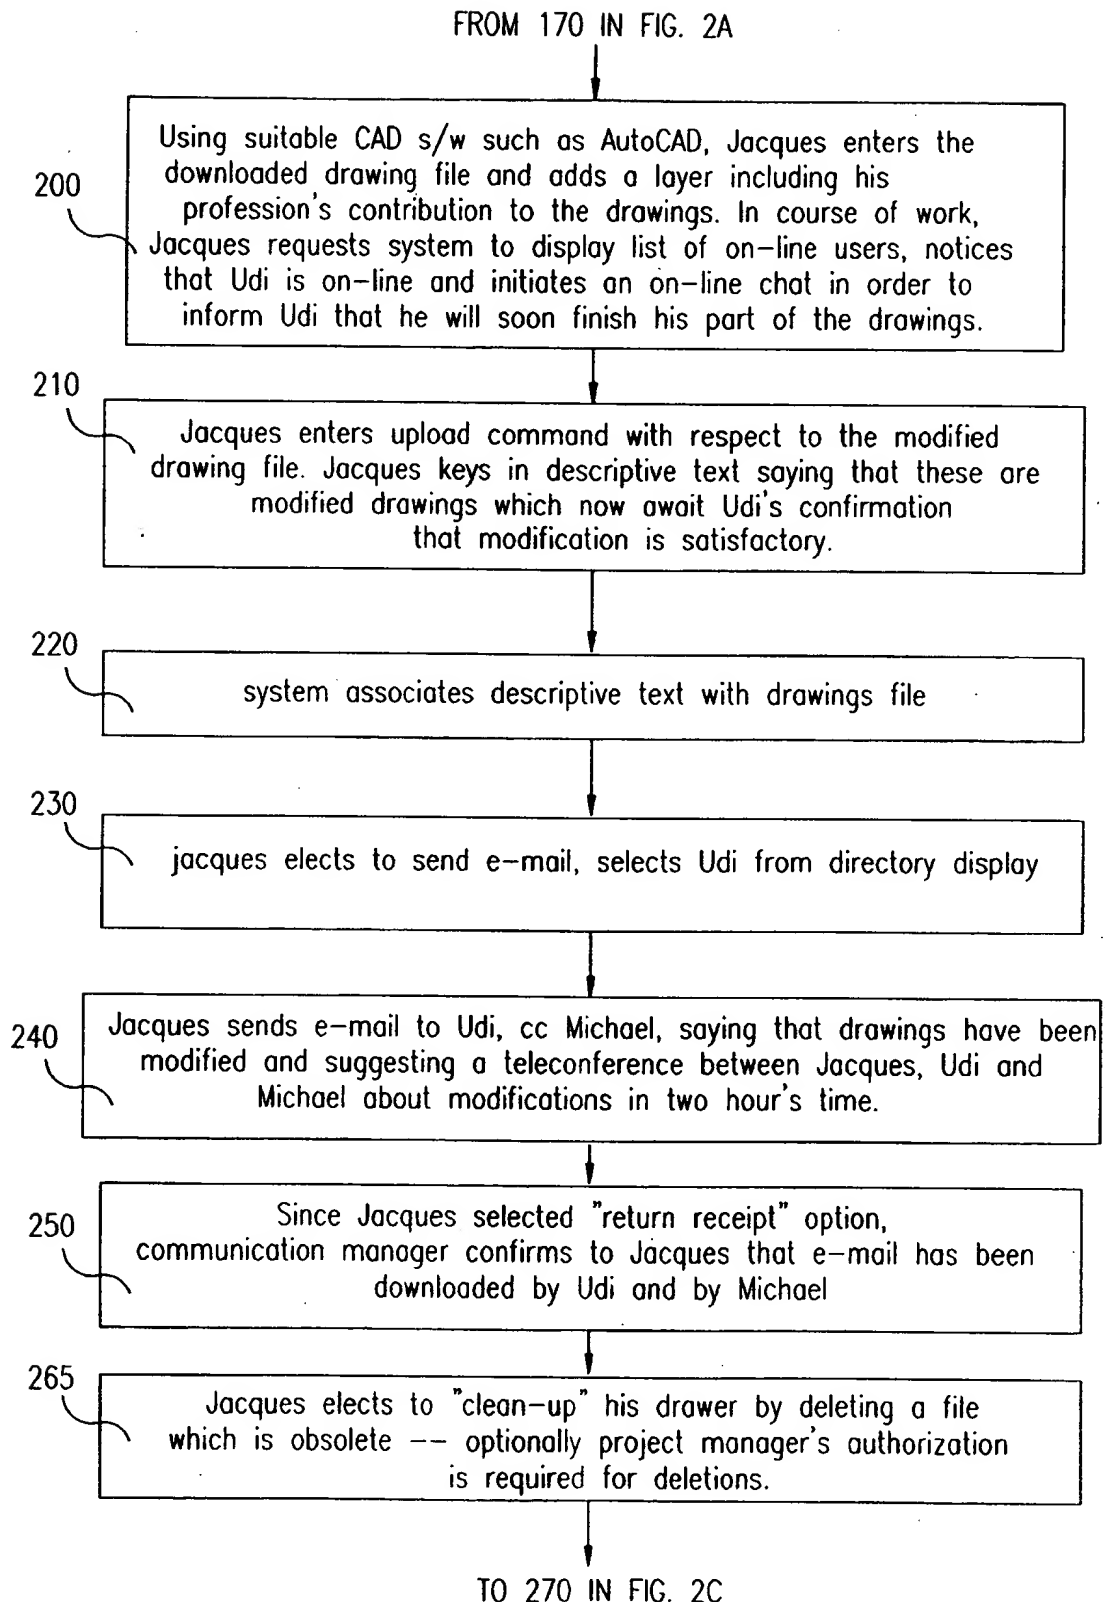 FROM 170 IN FIG. 2A
200
Using suitable CAD s/w such as AutoCAD, Jacques enters the
downloaded drawing file and adds a layer including his
profession's contribution to the drawings. In course of work,
Jacques requests system to display list of on-line users, notices
that Udi is on-line and initiates an on-line chat in order to
inform Udi that he will soon finish his part of the drawings.
210
Jacques enters upload command with respect to the modified
drawing file. Jacques keys in descriptive text saying that these are
modified drawings which now await Udi's confirmation
that modification is satisfactory.
220
system associates descriptive text with drawings file
230
jacques elects to send e-mail, selects Udi from directory display
240
Jacques sends e-mail to Udi, cc Michael, saying that drawings have been
modified and suggesting a teleconference between Jacques, Udi and
Michael about modifications in two hour's time.
250
Since Jacques selected "return receipt" option,
communication manager confirms to Jacques that e-mail has been
downloaded by Udi and by Michael
265
Jacques elects to "clean-up" his drawer by deleting a file
which is obsolete -- optionally project manager's authorization
is required for deletions.
TO 270 IN FIG. 2C